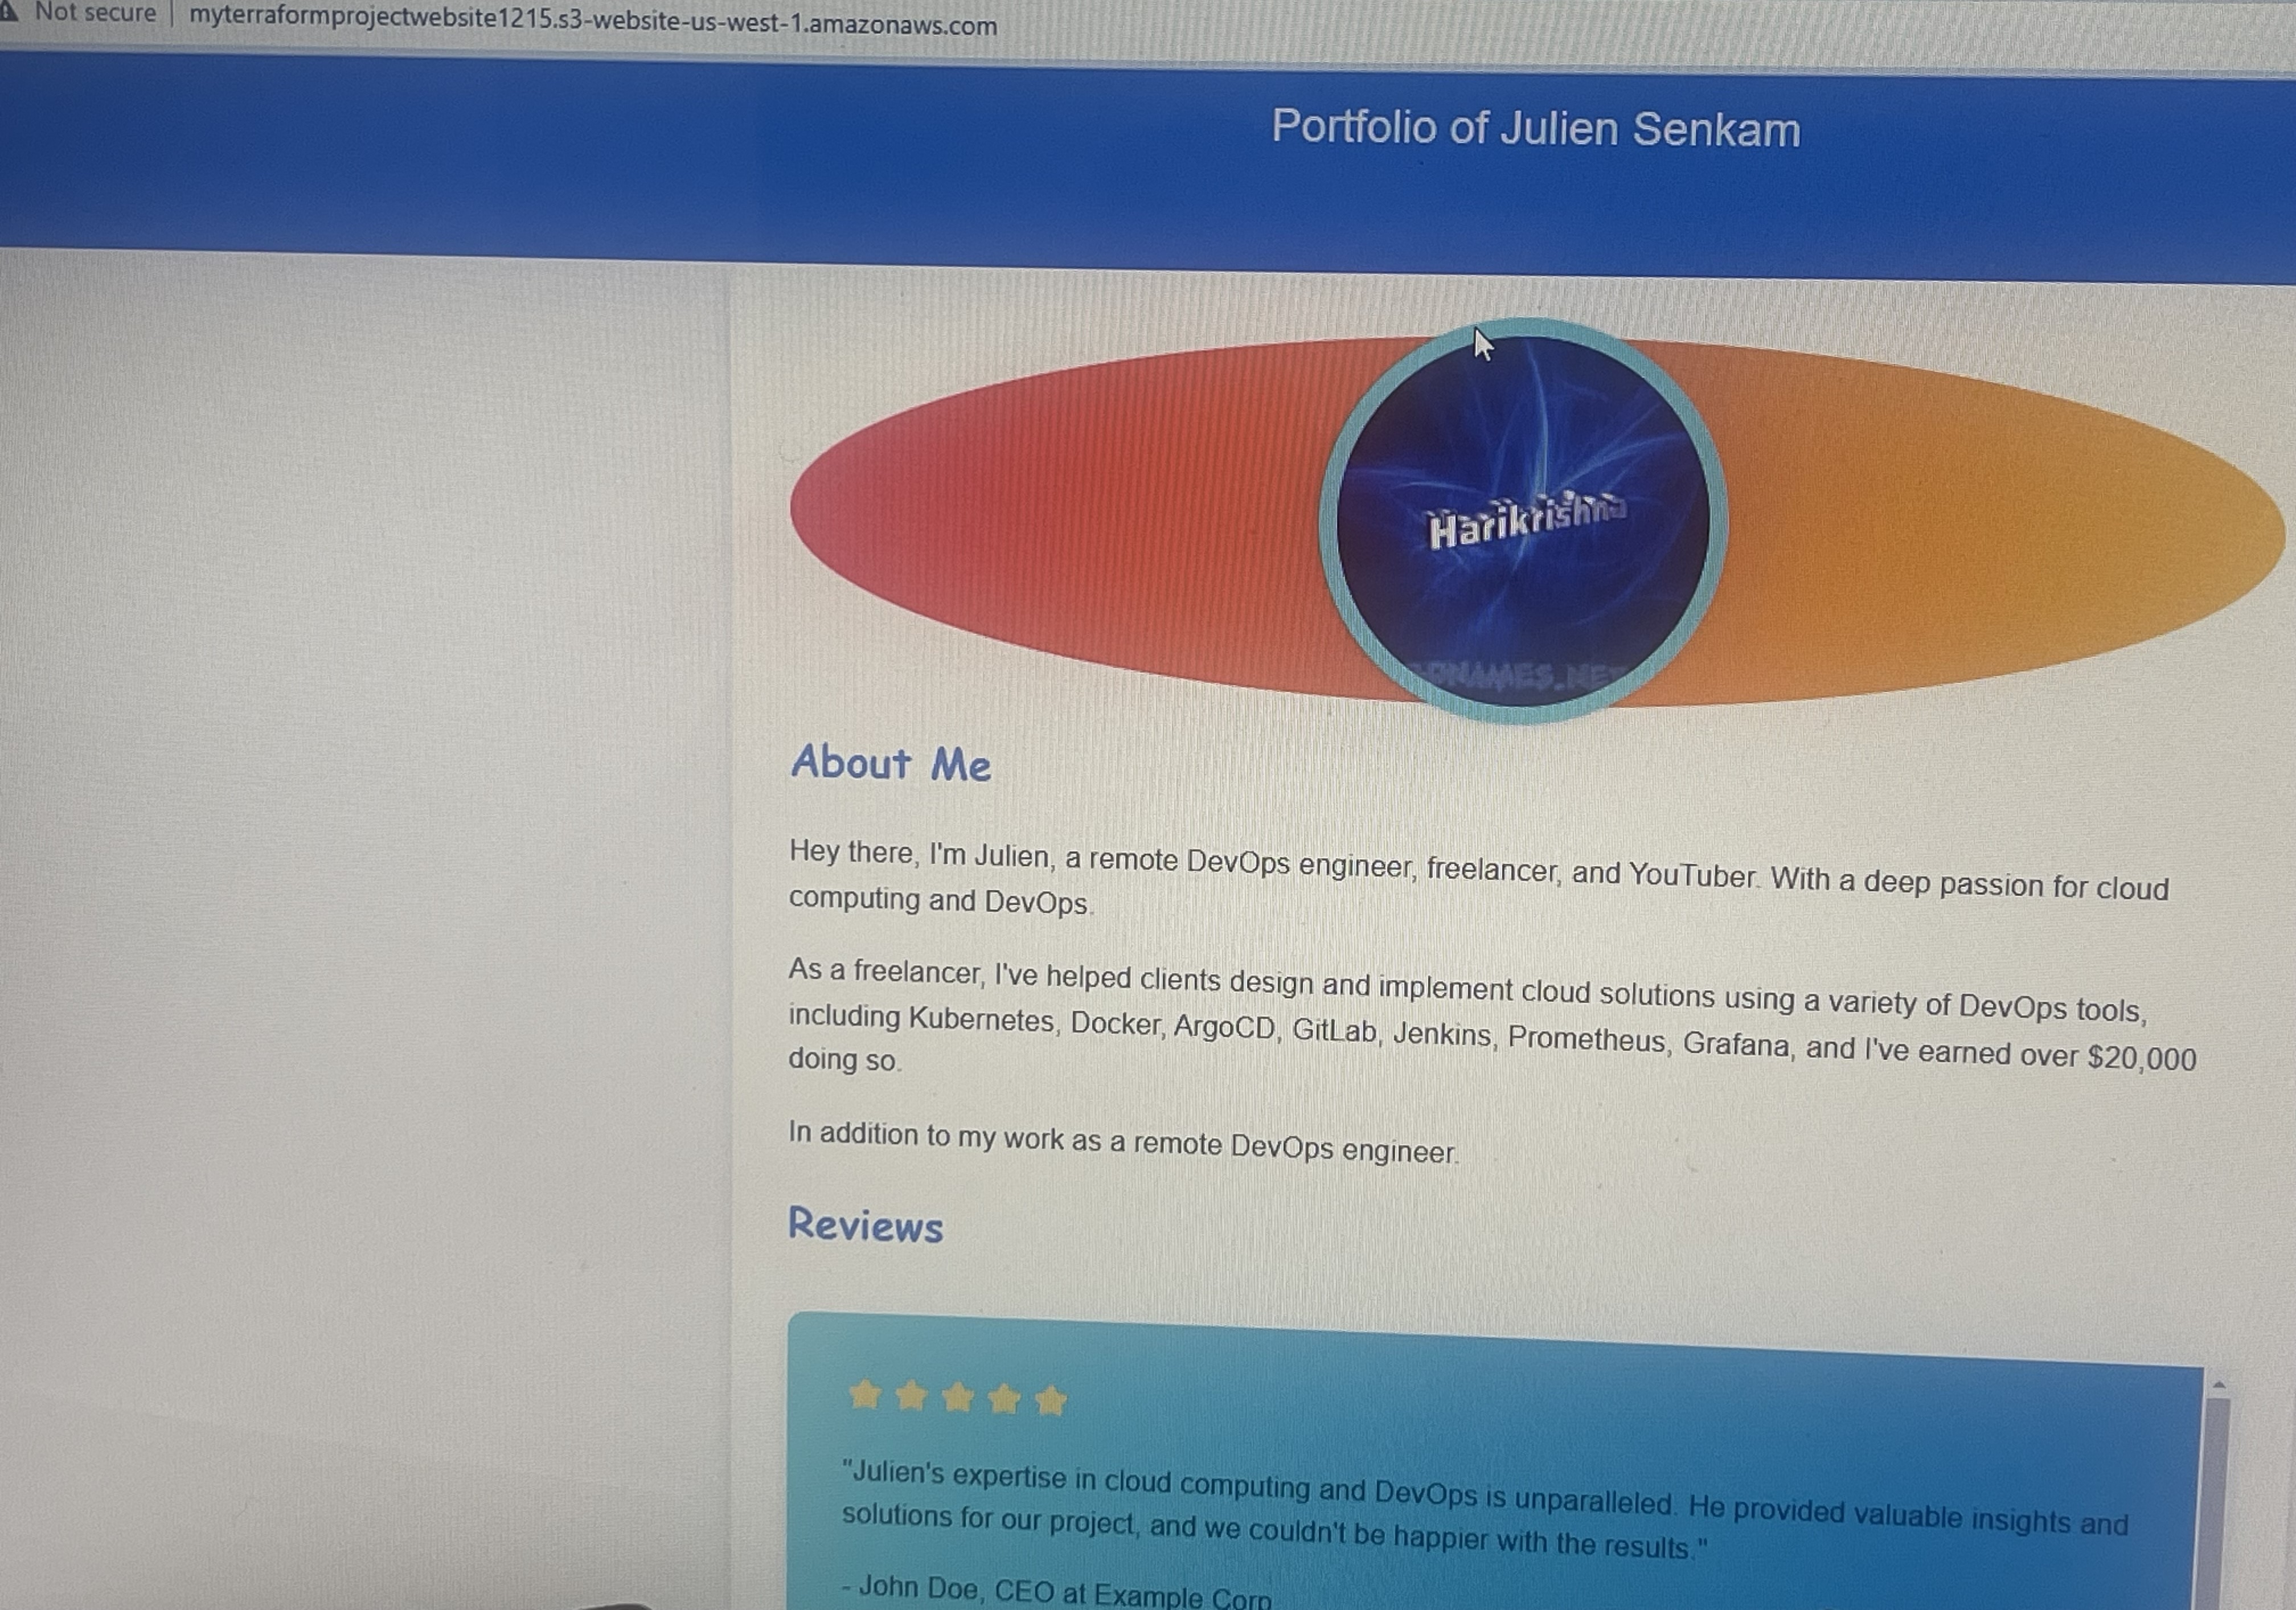 Not secure | myterraformprojectwebsite1215.s3-website-us-west-1.amazonaws.com
Portfolio of Julien Senkam
Harikrishna
ONAMES.NE
About Me
Hey there, I'm Julien, a remote DevOps engineer, freelancer, and YouTuber. With a deep passion for cloud
computing and DevOps.
As a freelancer, I've helped clients design and implement cloud solutions using a variety of DevOps tools,
including Kubernetes, Docker, ArgoCD, GitLab, Jenkins, Prometheus, Grafana, and I've earned over $20,000
doing so.
In addition to my work as a remote DevOps engineer.
Reviews
"Julien's expertise in cloud computing and DevOps is unparalleled. He provided valuable insights and
solutions for our project, and we couldn't be happier with the results."
- John Doe, CEO at Example Corp